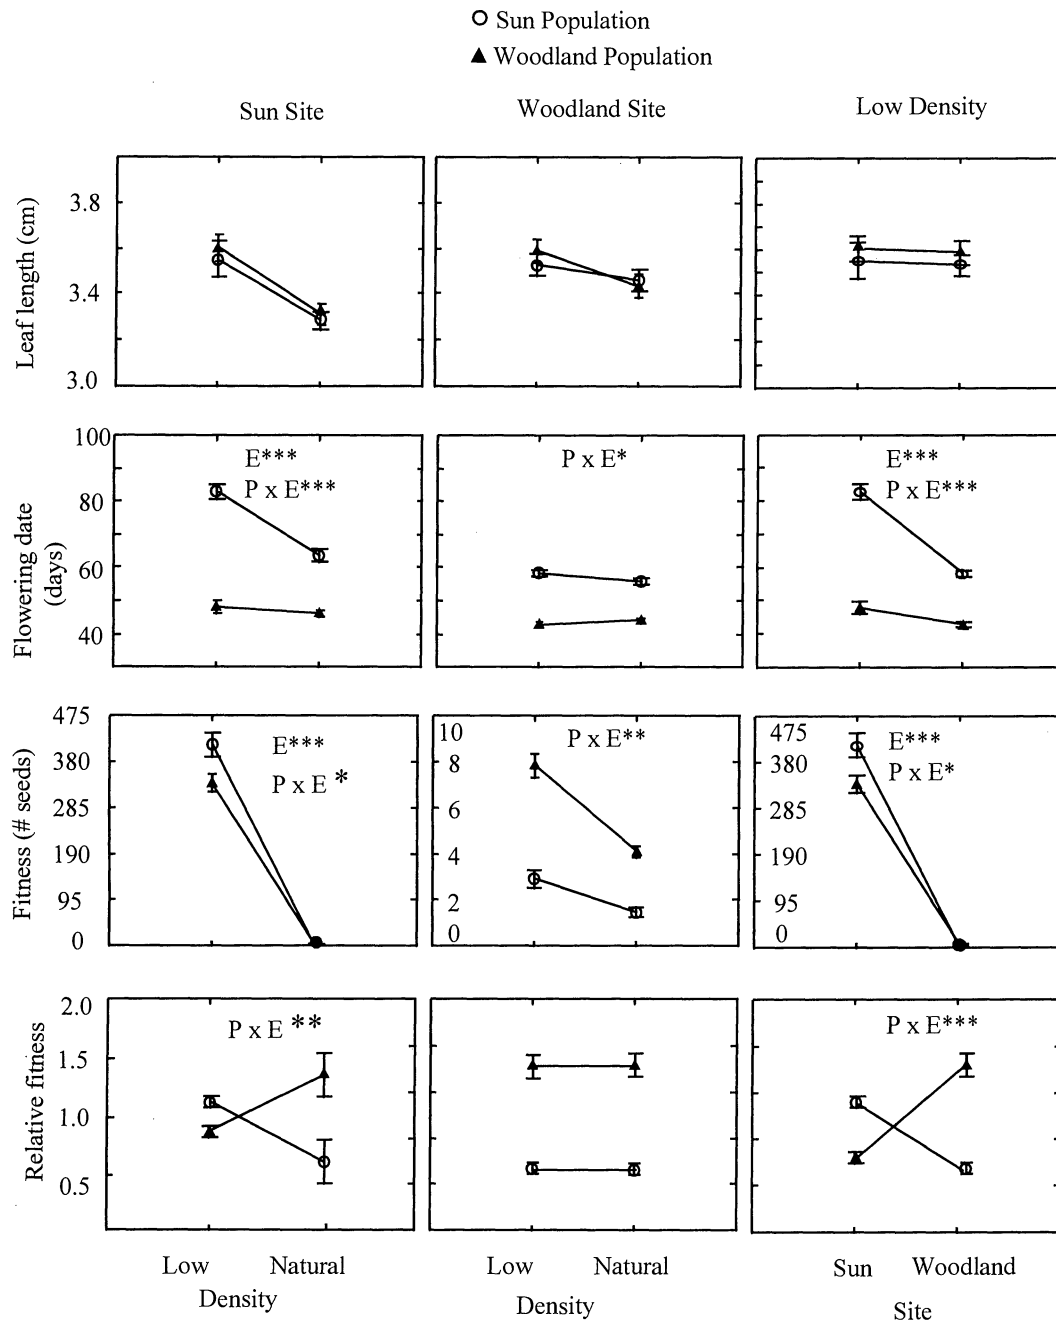 Sun Population
Woodland Population
Sun Site
Woodland Site
Low Density
Leaf length (cm)
3.8
3.4
3.0
Flowering date
(days)
100
80
60
40
E***
P x E***
P x E*
E***
P x E***
Fitness (# seeds)
475
380
285
190
95
0
E***
P x E *
10
8
6
4
2
0
P x E**
475
380
285
190
95
0
E***
P x E*
Relative fitness
2.0
1.5
1.0
0.5
P x E **
P x E***
Low Natural
Density
Low Natural
Density
Sun Woodland
Site